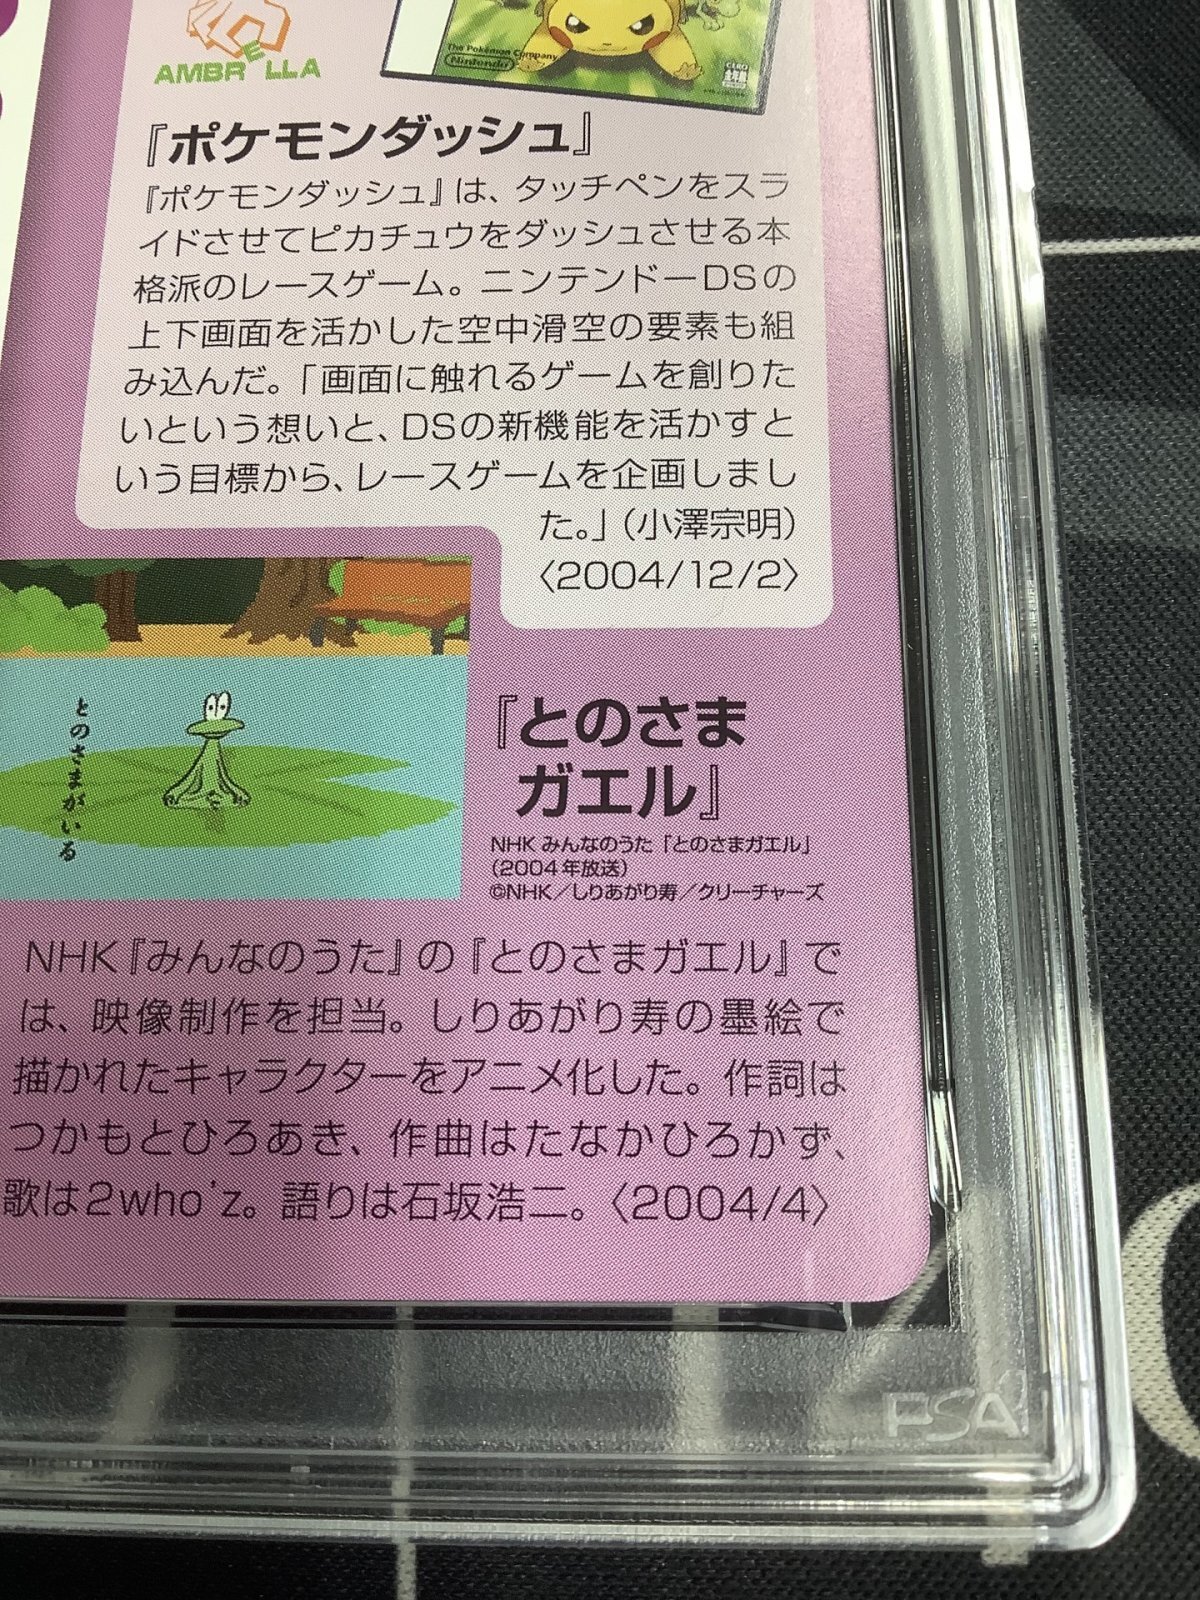 AMBRELLA
The Pokémon Company
Nintendo
CERO
全年齢
『ポケモンダッシュ』
『ポケモンダッシュ』は、タッチペンをスラ
イドさせてピカチュウをダッシュさせる本
格派のレースゲーム。ニンテンドーDSの
上下画面を活かした空中滑空の要素も組
み込んだ。「画面に触れるゲームを創りた
いという想いと、DSの新機能を活かすと
いう目標から、レースゲームを企画しまし
た。」（小澤宗明）
〈2004/12/2〉
とのさまがいる
『とのさま
ガエル』
NHK みんなのうた「とのさまガエル」
（2004年放送）
©NHK／しりあがり寿／クリーチャーズ
NHK『みんなのうた』の『とのさまガエル』で
は、映像制作を担当。しりあがり寿の墨絵で
描かれたキャラクターをアニメ化した。作詞は
つかもとひろあき、作曲はたなかひろかず、
歌は2who'z。語りは石坂浩二。〈2004/4〉
PSA